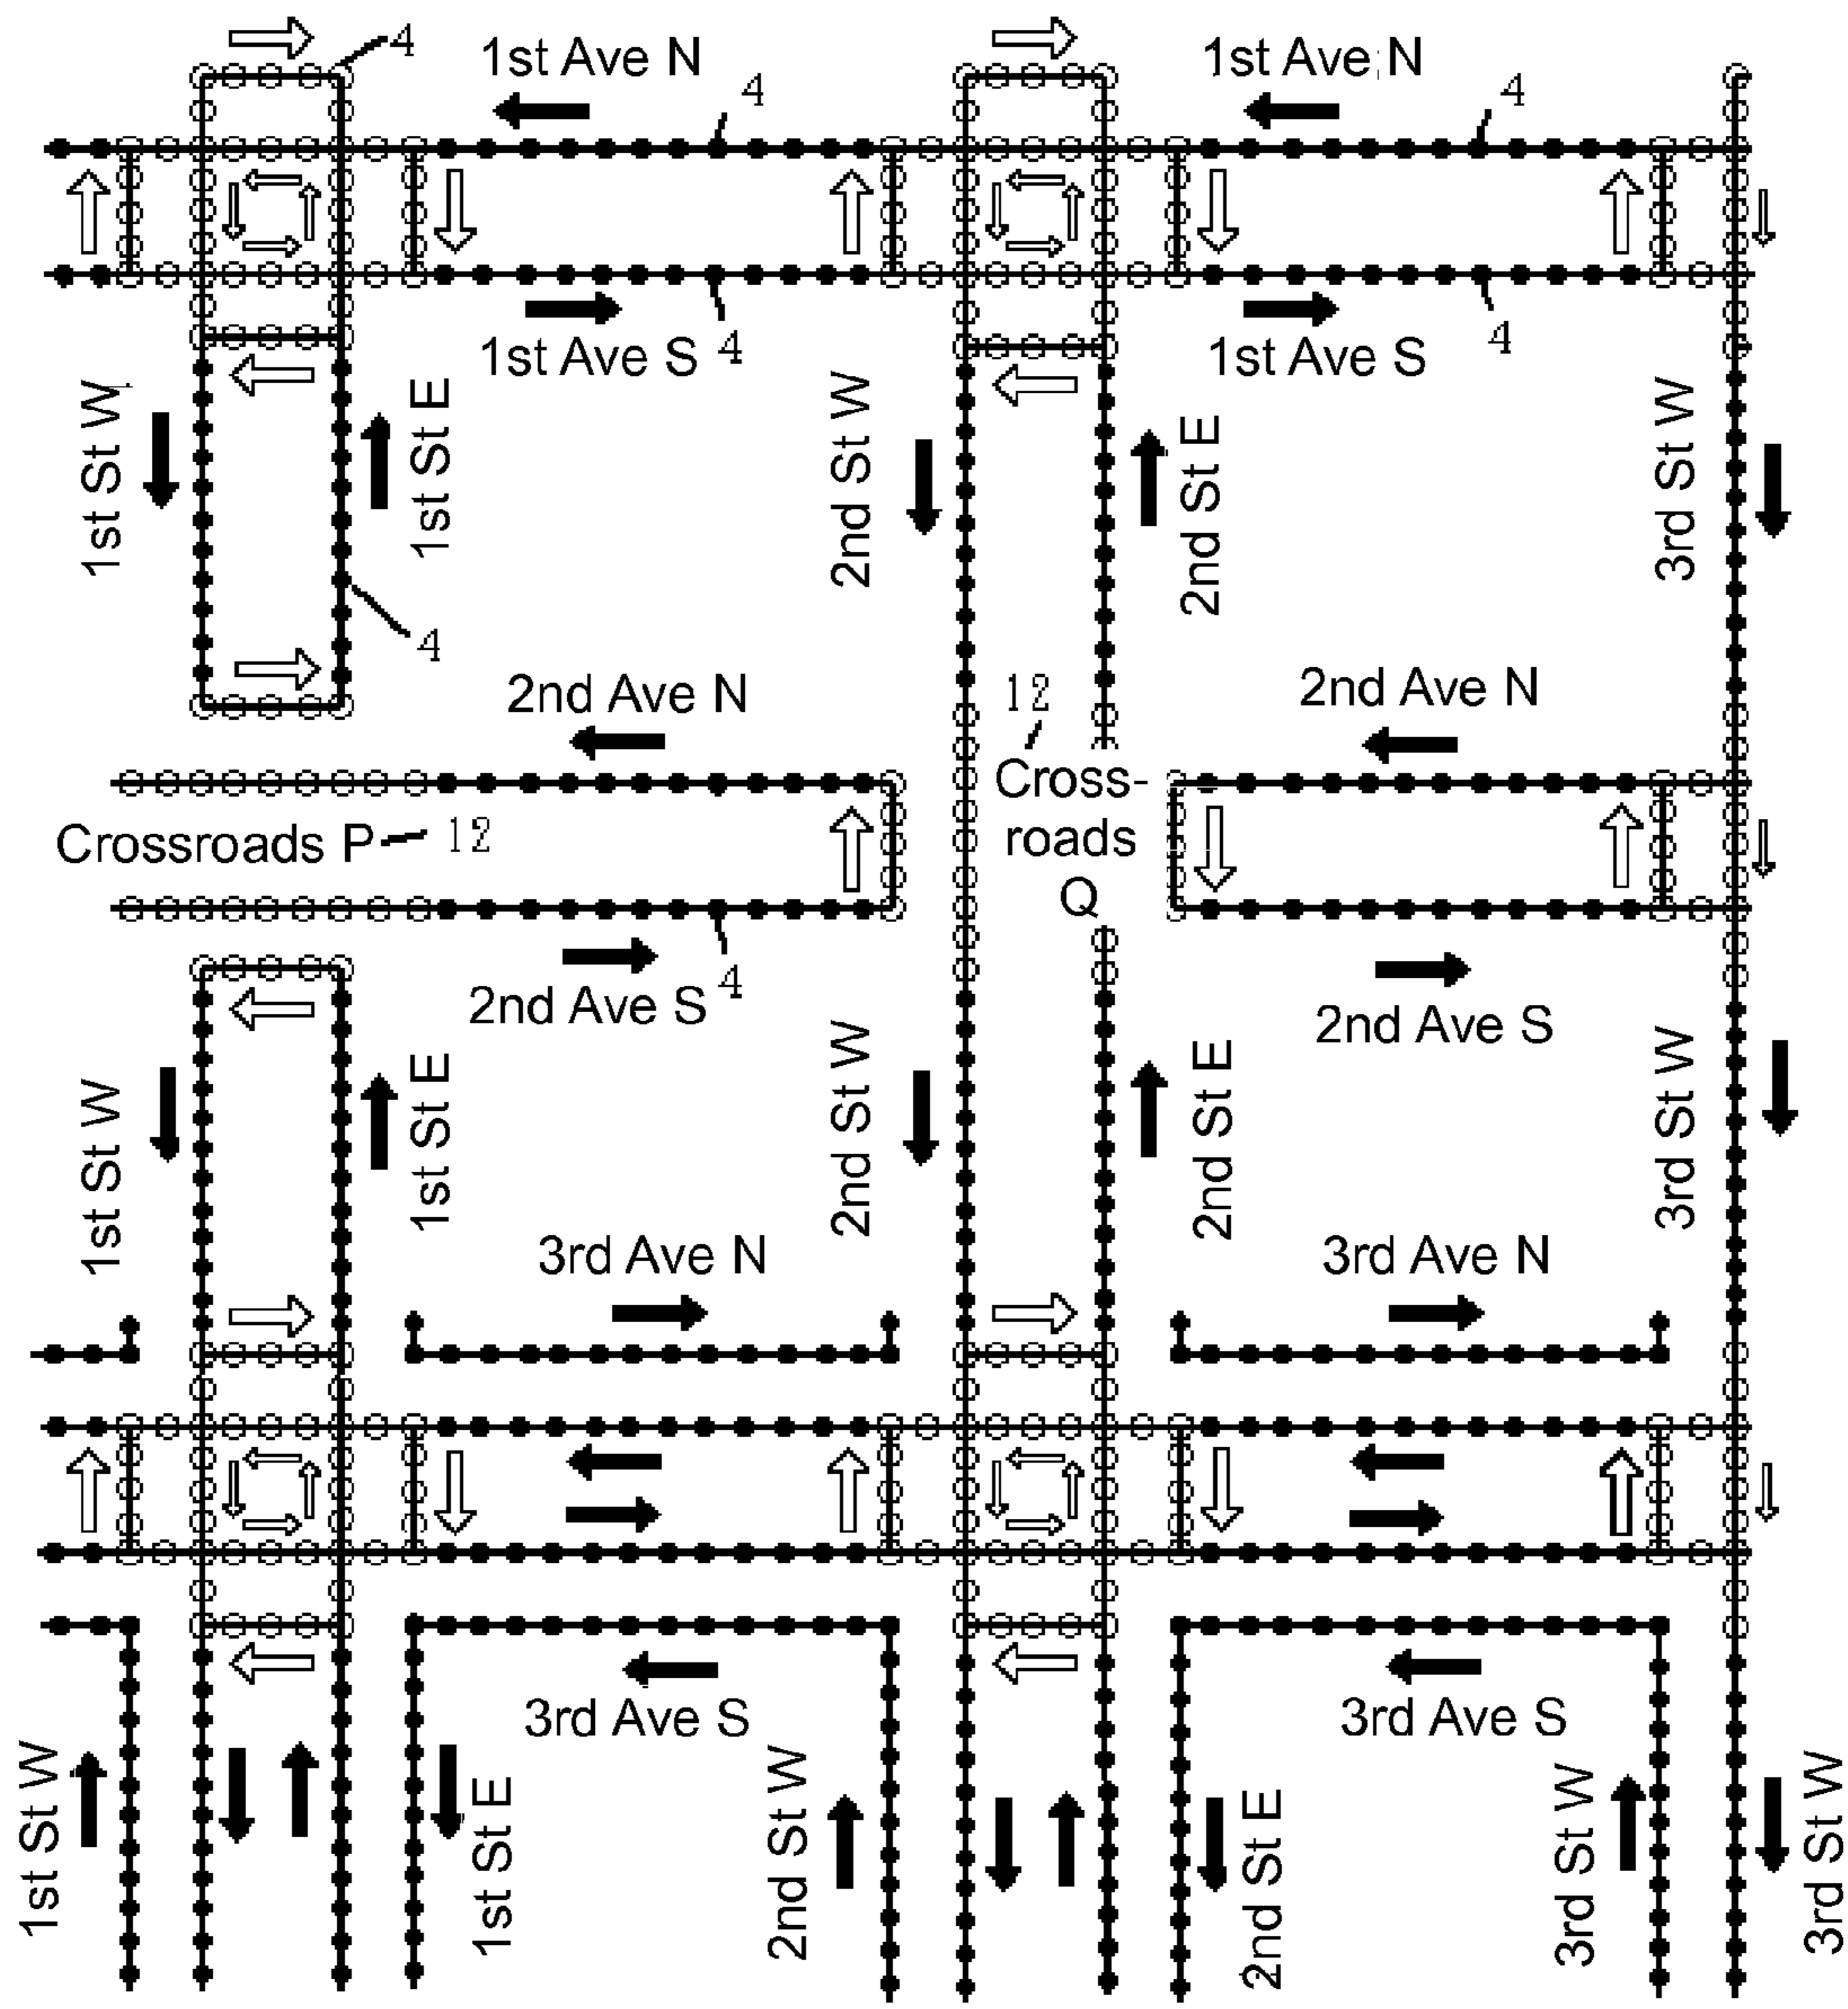 4
1st Ave N
1st Ave N
4
4
1st Ave S 4
1st Ave S
4
1st St W
1st St E
2nd St W
2nd St E
3rd St W
4
2nd Ave N
12
2nd Ave N
Crossroads P 12
Cross-
roads
Q
2nd Ave S 4
2nd Ave S
1st St W
1st St E
2nd St W
2nd St E
3rd St W
3rd Ave N
3rd Ave N
3rd Ave S
3rd Ave S
1st St W
1st St E
2nd St W
2nd St E
3rd St W
3rd St W